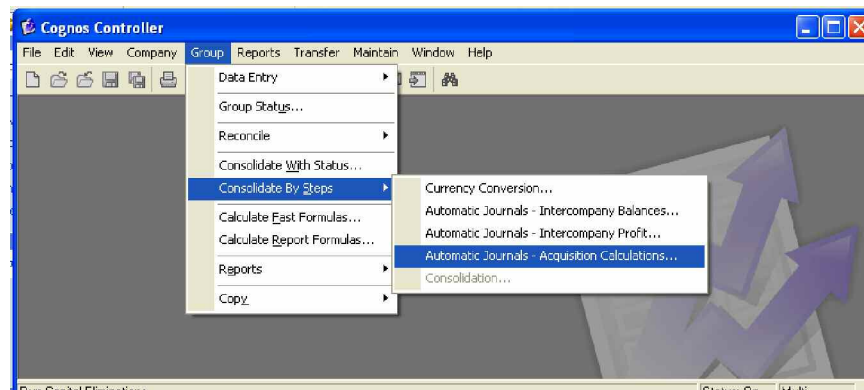 Cognos Controller
File Edit View Company Group Reports Transfer Maintain Window Help
Data Entry
Group Status...
Reconcile
Consolidate With Status...
Consolidate By Steps
Currency Conversion...
Automatic Journals - Intercompany Balances...
Calculate Fast Formulas...
Automatic Journals - Intercompany Profit...
Calculate Report Formulas...
Automatic Journals - Acquisition Calculations...
Reports
Consolidation...
Copy